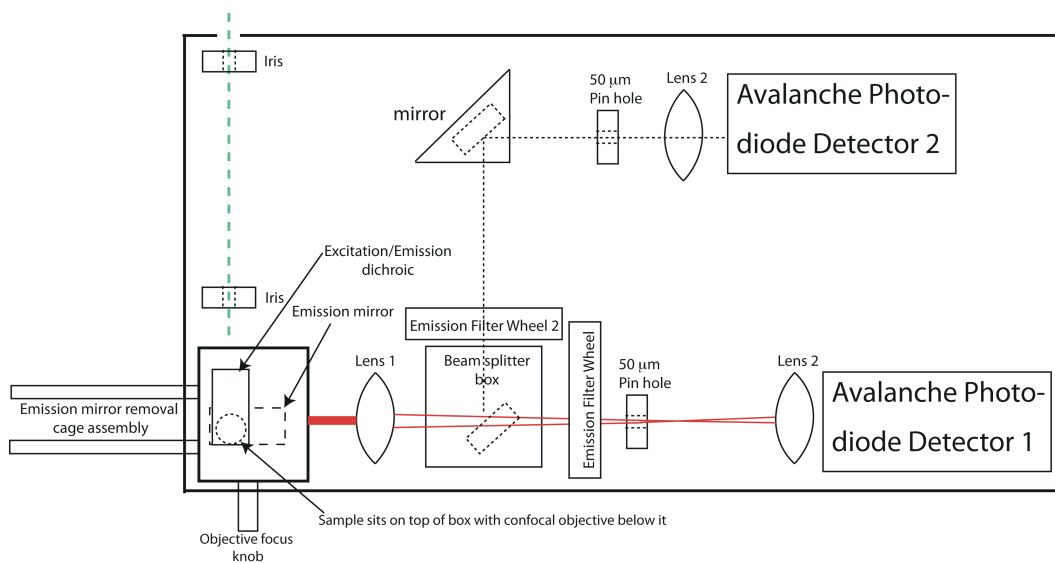 Iris
mirror
50 μm
Pin hole
Lens 2
Avalanche Photo-
diode Detector 2
Excitation/Emission
dichroic
Iris
Emission mirror
Emission Filter Wheel 2
Lens 1
Beam splitter
box
Emission Filter Wheel
50 μm
Pin hole
Lens 2
Avalanche Photo-
diode Detector 1
Emission mirror removal
cage assembly
Sample sits on top of box with confocal objective below it
Objective focus
knob